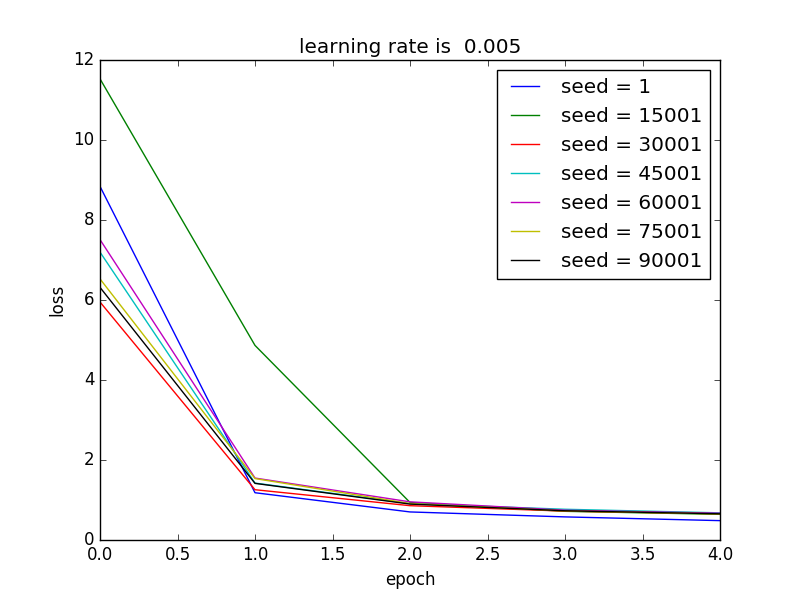 learning rate is  0.005
12
10
8
6
4
2
0
loss
seed = 1
seed = 15001
seed = 30001
seed = 45001
seed = 60001
seed = 75001
seed = 90001
0.0 0.5 1.0 1.5 2.0 2.5 3.0 3.5 4.0
epoch